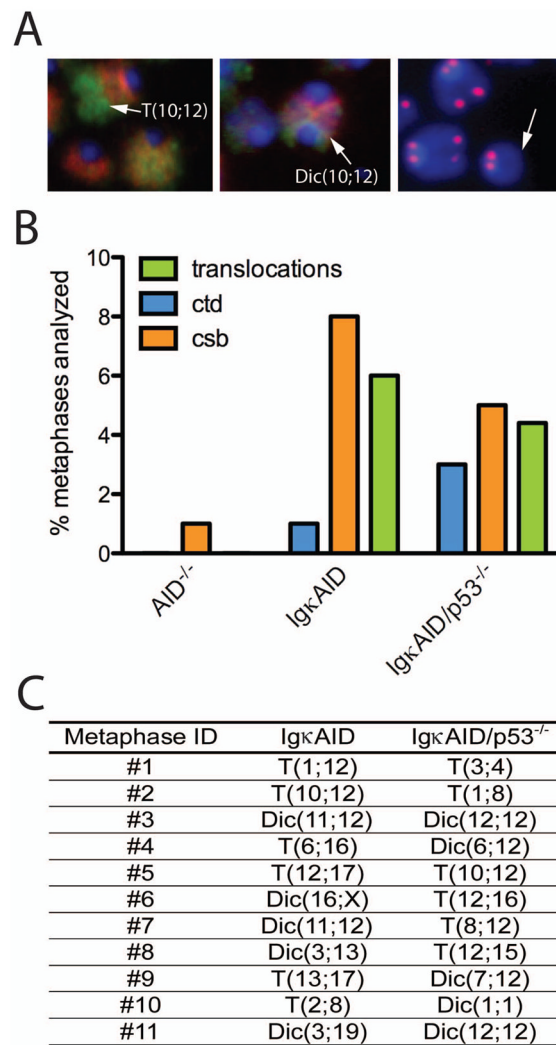 A
T(10;12)
Dic(10;12)
B
% metaphases analyzed
10
8
6
4
2
0
translocations
ctd
csb
AID-/-
IgκAID
IgκAID/p53-/-
C
Metaphase ID IgκAID IgκAID/p53-/-
#1 T(1;12) T(3;4)
#2 T(10;12) T(1;8)
#3 Dic(11;12) Dic(12;12)
#4 T(6;16) Dic(6;12)
#5 T(12;17) T(10;12)
#6 Dic(16;X) T(12;16)
#7 Dic(11;12) T(8;12)
#8 Dic(3;13) T(12;15)
#9 T(13;17) Dic(7;12)
#10 T(2;8) Dic(1;1)
#11 Dic(3;19) Dic(12;12)